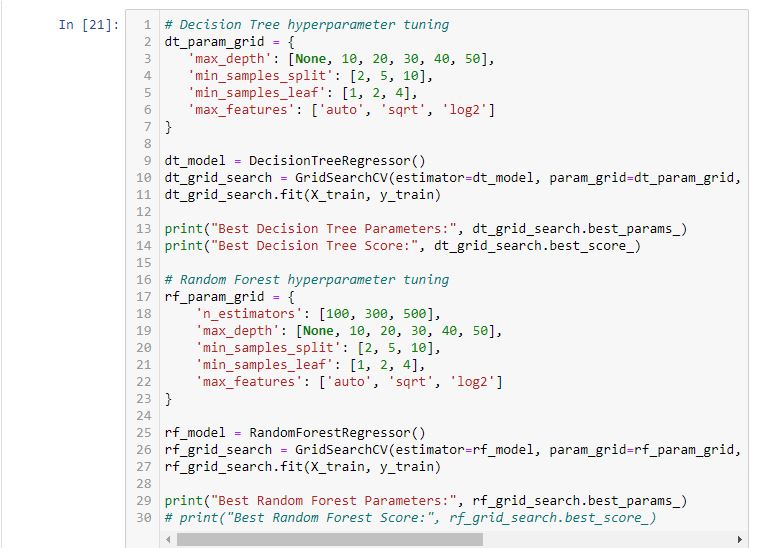 In [21]:
1 # Decision Tree hyperparameter tuning
2 dt_param_grid = {
3    'max_depth': [None, 10, 20, 30, 40, 50],
4    'min_samples_split': [2, 5, 10],
5    'min_samples_leaf': [1, 2, 4],
6    'max_features': ['auto', 'sqrt', 'log2']
7 }
8
9 dt_model = DecisionTreeRegressor()
10 dt_grid_search = GridSearchCV(estimator=dt_model, param_grid=dt_param_grid,
11 dt_grid_search.fit(X_train, y_train)
12
13 print("Best Decision Tree Parameters:", dt_grid_search.best_params_)
14 print("Best Decision Tree Score:", dt_grid_search.best_score_)
15
16 # Random Forest hyperparameter tuning
17 rf_param_grid = {
18     'n_estimators': [100, 300, 500],
19     'max_depth': [None, 10, 20, 30, 40, 50],
20     'min_samples_split': [2, 5, 10],
21     'min_samples_leaf': [1, 2, 4],
22     'max_features': ['auto', 'sqrt', 'log2']
23 }
24
25 rf_model = RandomForestRegressor()
26 rf_grid_search = GridSearchCV(estimator=rf_model, param_grid=rf_param_grid,
27 rf_grid_search.fit(X_train, y_train)
28
29 print("Best Random Forest Parameters:", rf_grid_search.best_params_)
30 # print("Best Random Forest Score:", rf_grid_search.best_score_)